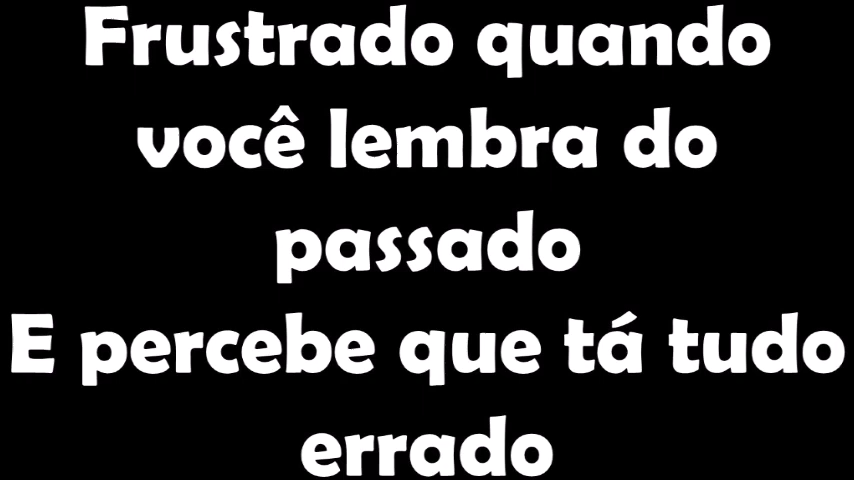 Frustrado quando
você lembra do
passado
E percebe que tá tudo
errado